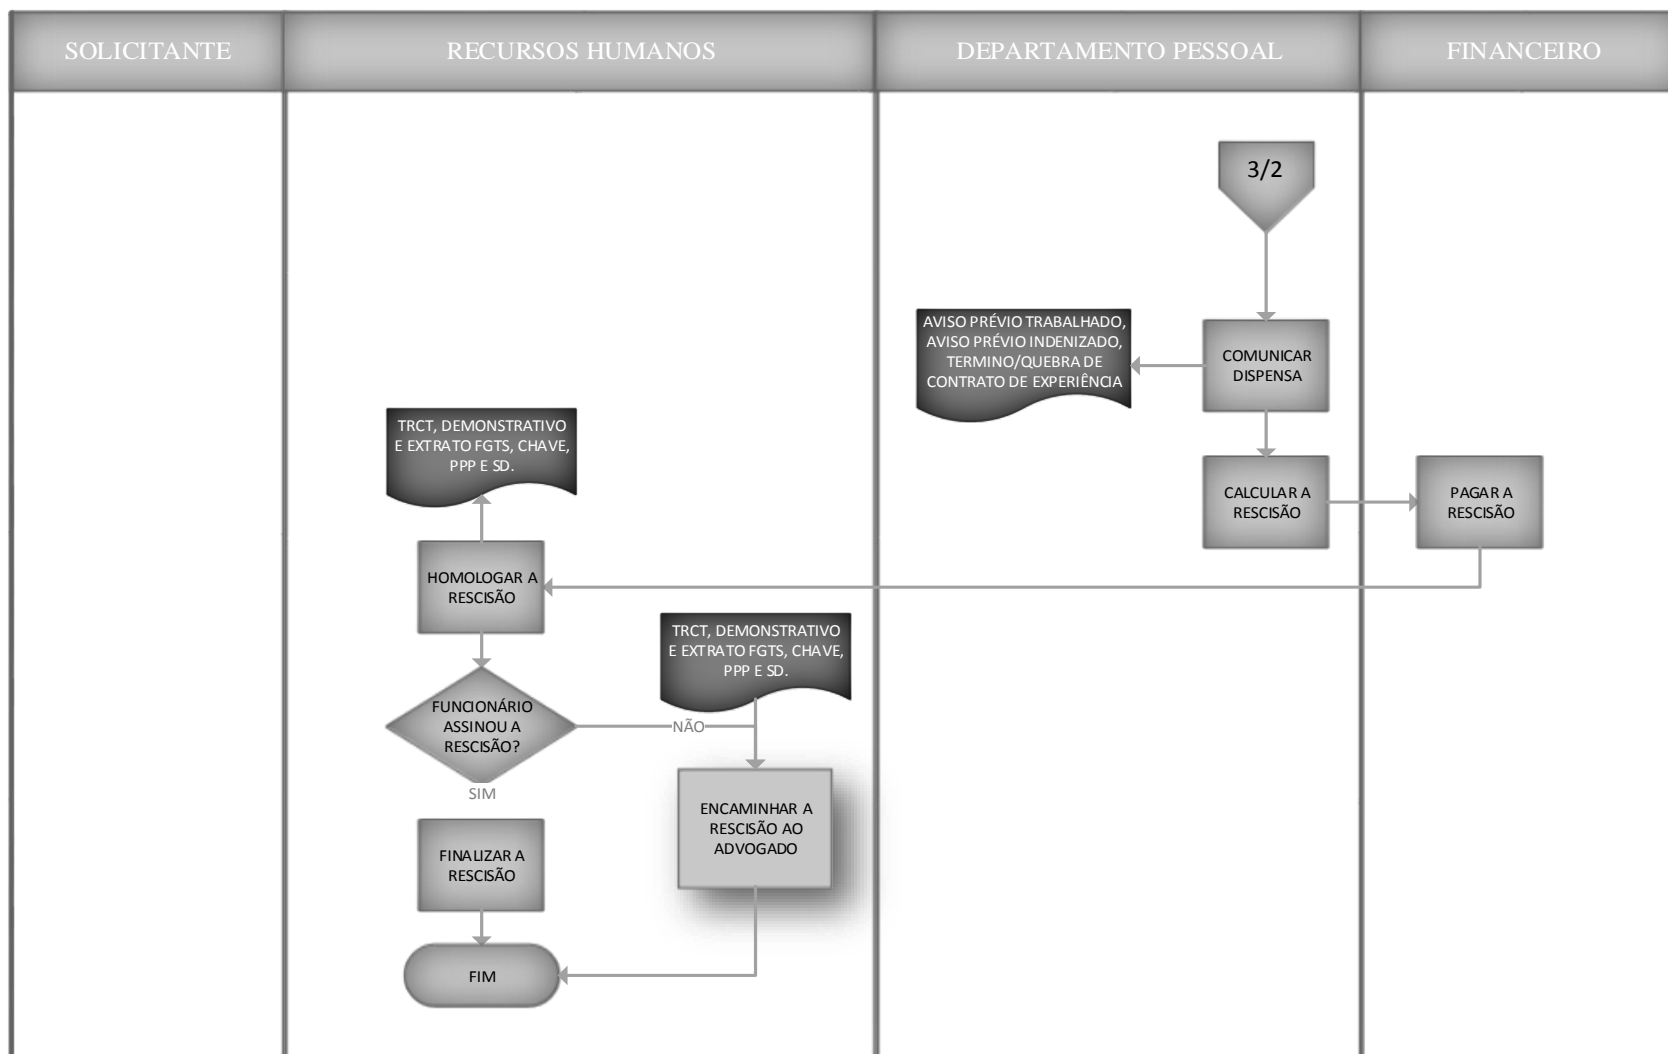 SOLICITANTE
RECURSOS HUMANOS
DEPARTAMENTO PESSOAL
FINANCEIRO
3/2
AVISO PRÉVIO TRABALHADO,
AVISO PRÉVIO INDENIZADO,
TERMINO/QUEBRA DE
CONTRATO DE EXPERIÊNCIA
COMUNICAR
DISPENSA
TRCT, DEMONSTRATIVO
E EXTRATO FGTS, CHAVE,
PPP E SD.
CALCULAR A
RESCISÃO
PAGAR A
RESCISÃO
HOMOLOGAR A
RESCISÃO
TRCT, DEMONSTRATIVO
E EXTRATO FGTS, CHAVE,
PPP E SD.
FUNCIONÁRIO
ASSINOU A
RESCISÃO?
NÃO
SIM
ENCAMINHAR A
RESCISÃO AO
ADVOGADO
FINALIZAR A
RESCISÃO
FIM